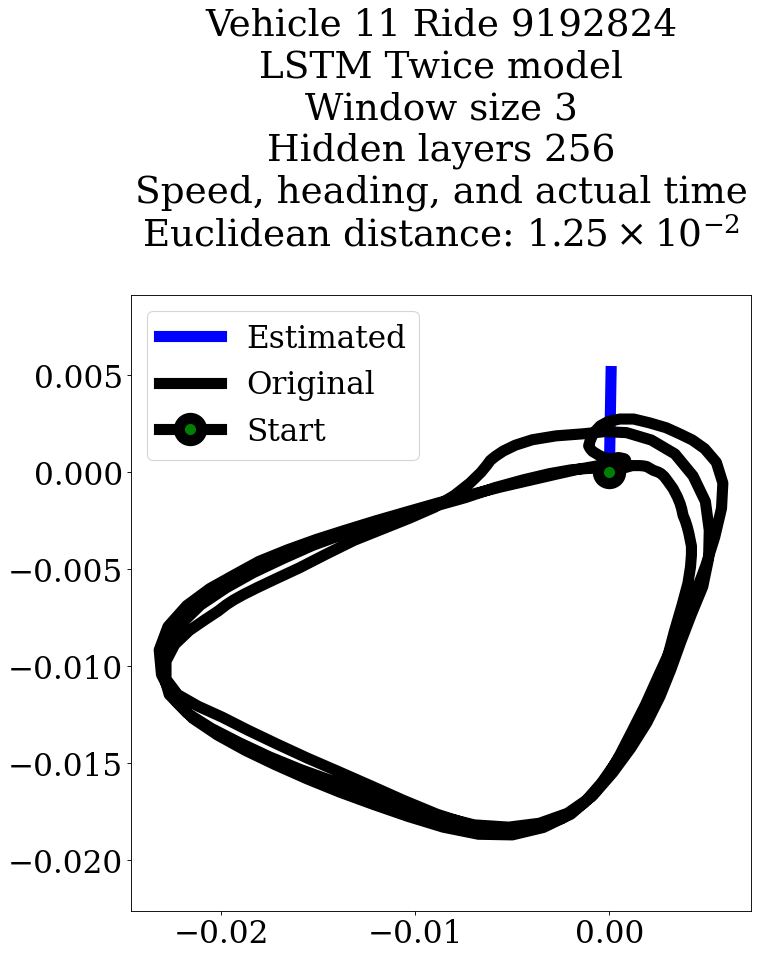 Vehicle 11 Ride 9192824
LSTM Twice model
Window size 3
Hidden layers 256
Speed, heading, and actual time
Euclidean distance: 1.25 × 10⁻²
Estimated
Original
Start
0.005
0.000
−0.005
−0.010
−0.015
−0.020
−0.02
−0.01
0.00